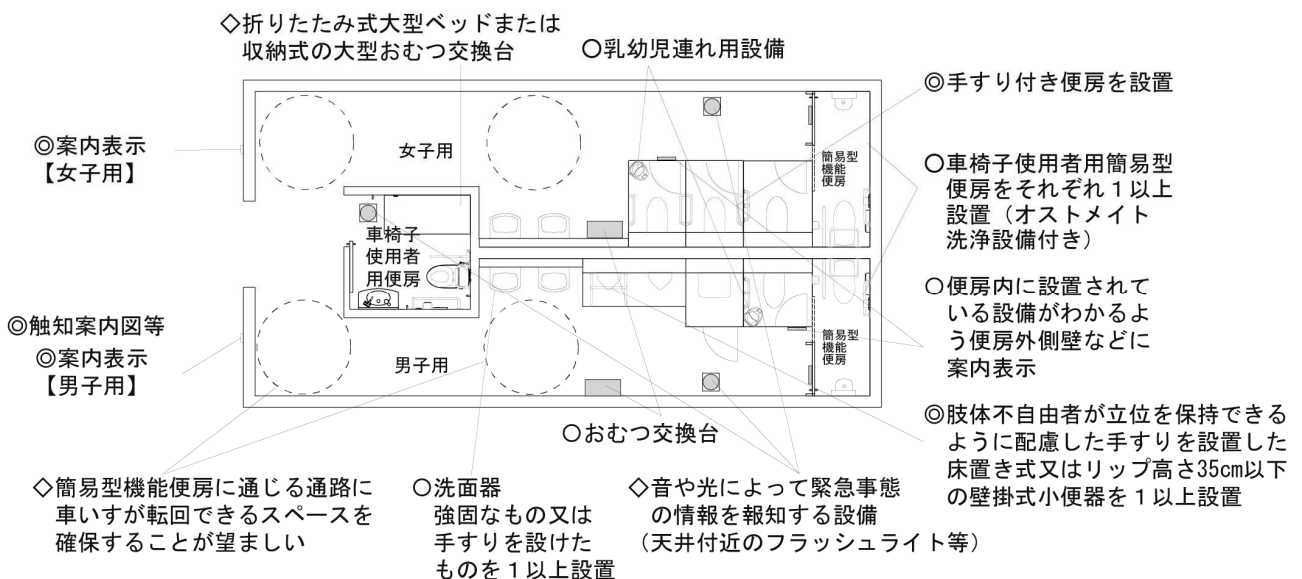 ◇折りたたみ式大型ベッドまたは
収納式の大型おむつ交換台
○乳幼児連れ用設備
◎手すり付き便房を設置
◎案内表示
【女子用】
女子用
簡易型
機能
便房
○車椅子使用者用簡易型
便房をそれぞれ1以上
設置(オストメイト
洗浄設備付き)
車椅子
使用者
用便房
○便房内に設置されて
いる設備がわかるよ
う便房外側壁などに
案内表示
◎触知案内図等
◎案内表示
【男子用】
男子用
簡易型
機能
便房
○おむつ交換台
◎肢体不自由者が立位を保持できる
ように配慮した手すりを設置した
床置き式又はリップ高さ35cm以下
の壁掛式小便器を1以上設置
◇簡易型機能便房に通じる通路に
車いすが転回できるスペースを
確保することが望ましい
○洗面器
強固なもの又は
手すりを設けた
ものを1以上設置
◇音や光によって緊急事態
の情報を報知する設備
(天井付近のフラッシュライト等)